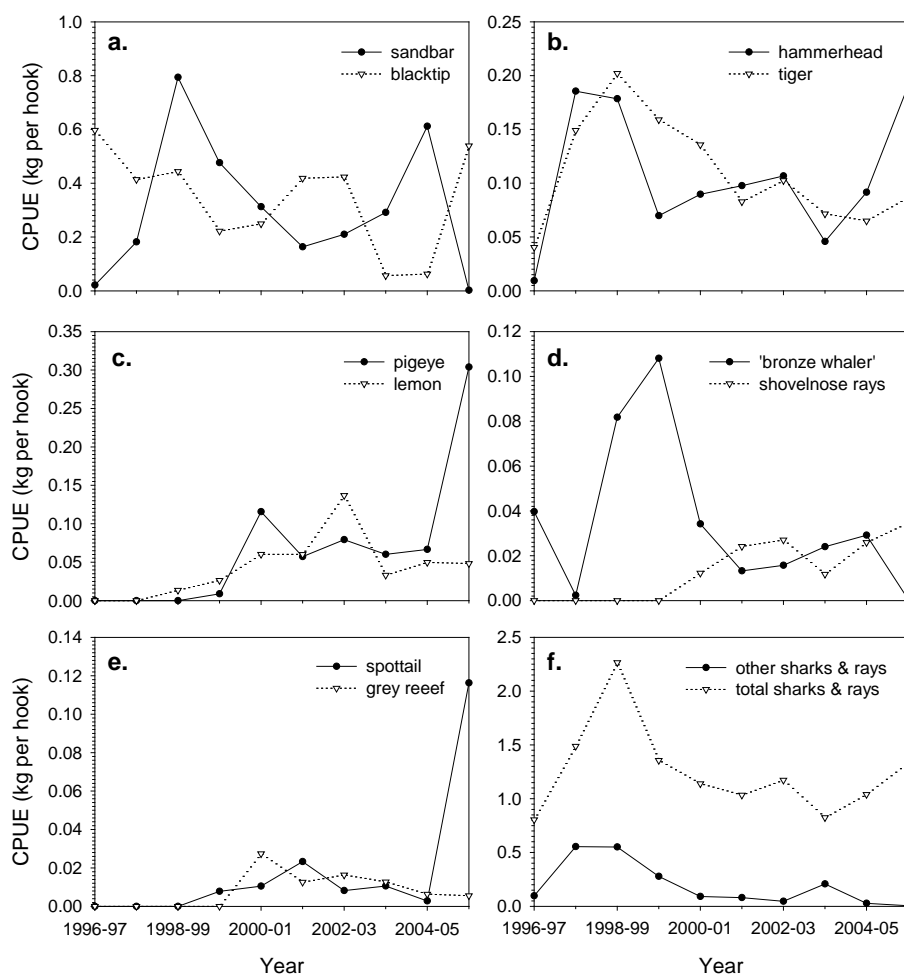 a.
sandbar
blacktip
CPUE (kg per hook)
1.0
0.8
0.6
0.4
0.2
0.0
b.
hammerhead
tiger
0.25
0.20
0.15
0.10
0.05
0.00
c.
pigeye
lemon
CPUE (kg per hook)
0.35
0.30
0.25
0.20
0.15
0.10
0.05
0.00
d.
'bronze whaler'
shovelnose rays
0.12
0.10
0.08
0.06
0.04
0.02
0.00
e.
spottail
grey reeef
CPUE (kg per hook)
0.14
0.12
0.10
0.08
0.06
0.04
0.02
0.00
1996-97 1998-99 2000-01 2002-03 2004-05
Year
f.
other sharks & rays
total sharks & rays
2.5
2.0
1.5
1.0
0.5
0.0
1996-97 1998-99 2000-01 2002-03 2004-05
Year